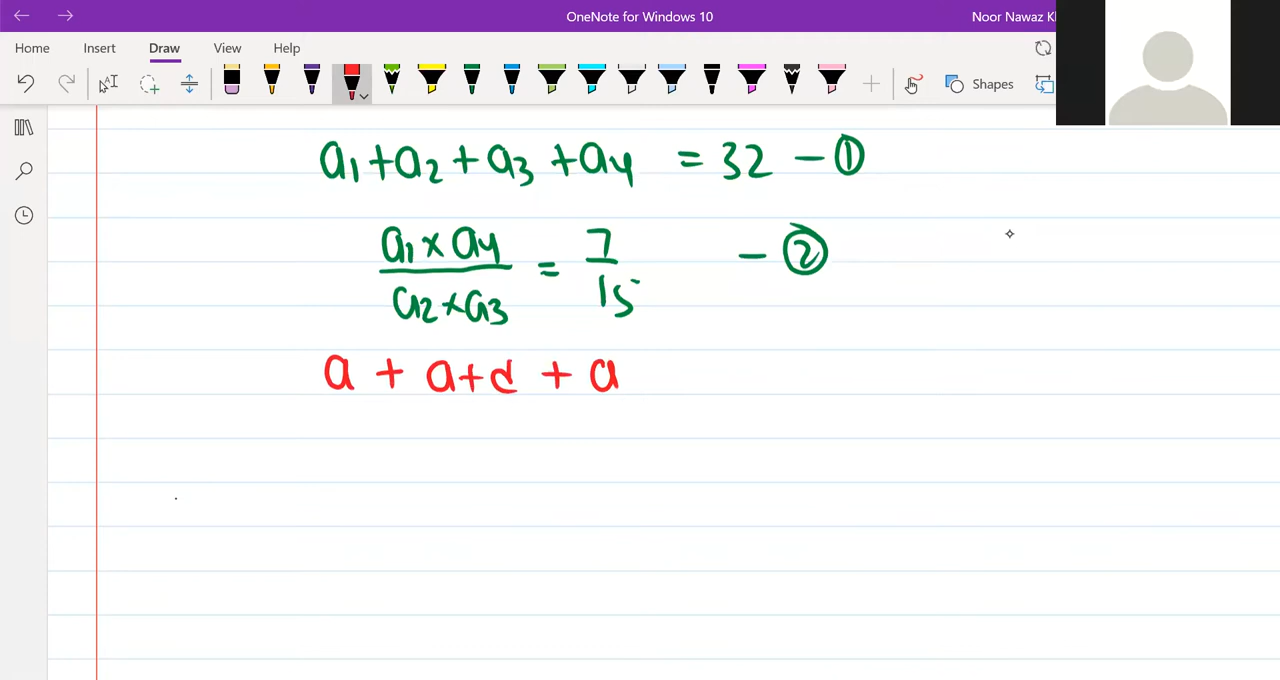 OneNote for Windows 10
Noor Nawaz Kh
Home Insert Draw View Help
Shapes
a1 + a2 + a3 + a4 = 32 - ①
a1 × a4 / a2 × a3 = 7 / 15 - ②
a + a+d + a